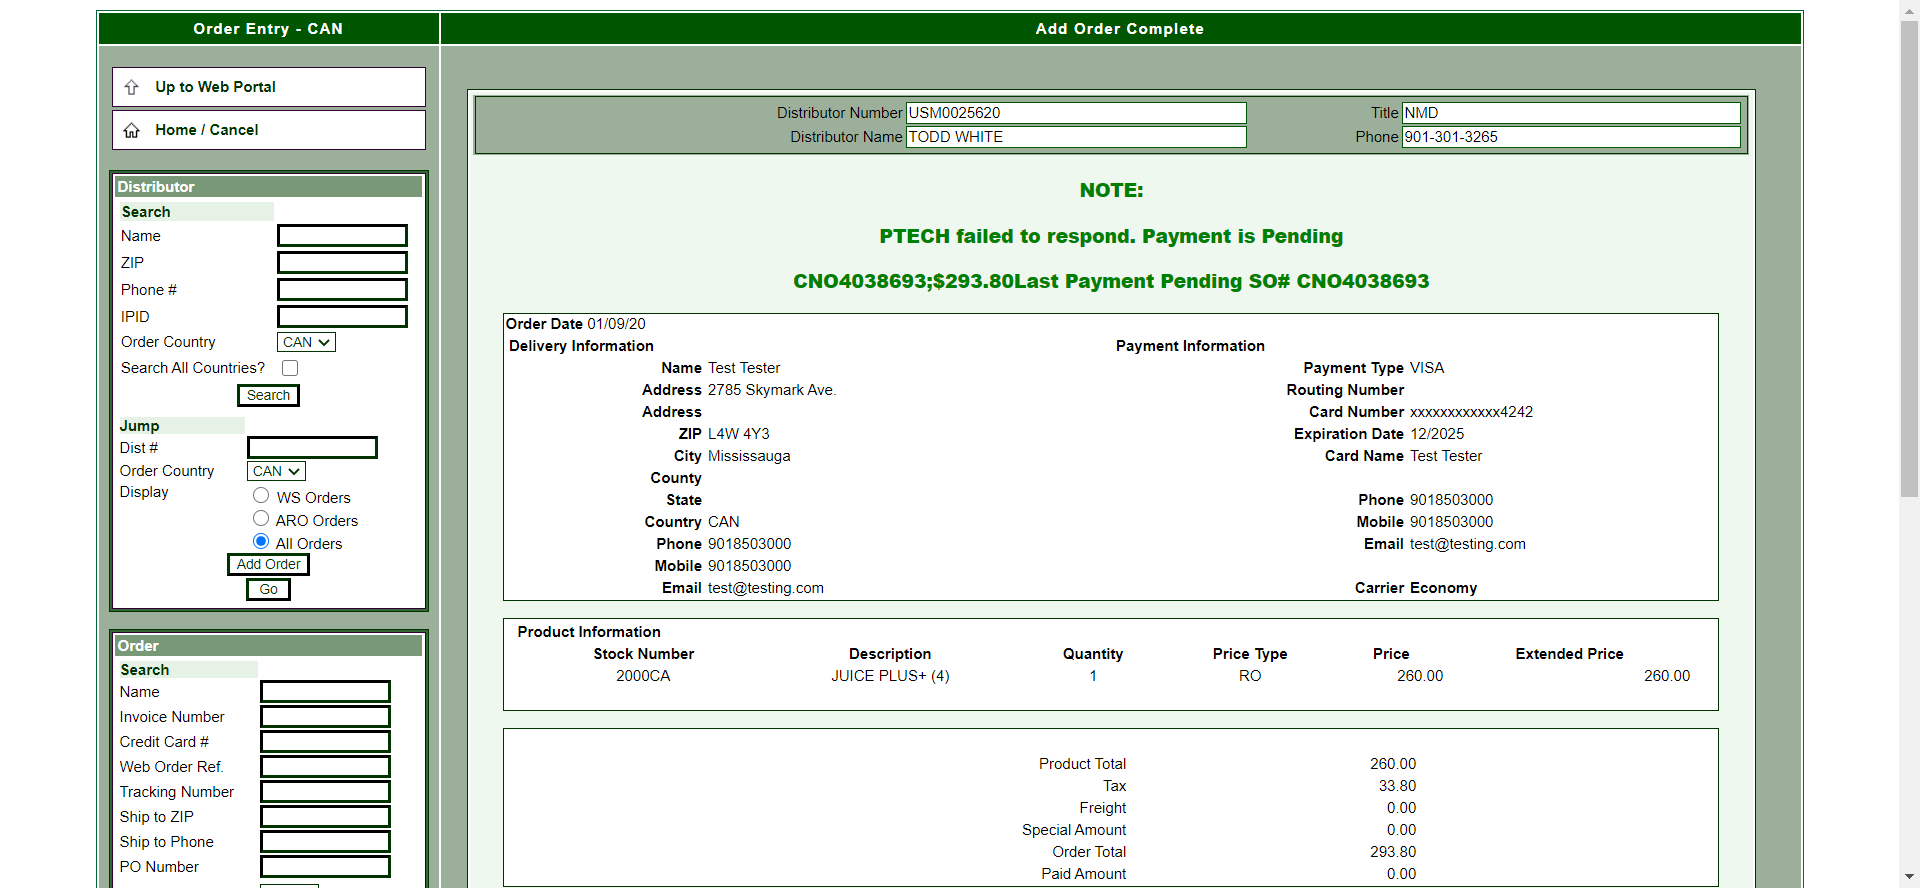 Order Entry - CAN
Add Order Complete
Up to Web Portal
Home / Cancel
Distributor
Search
Name
ZIP
Phone #
IPID
Order Country CAN
Search All Countries?
Search
Jump
Dist #
Order Country CAN
Display
WS Orders
ARO Orders
All Orders
Add Order
Go
Order
Search
Name
Invoice Number
Credit Card #
Web Order Ref.
Tracking Number
Ship to ZIP
Ship to Phone
PO Number
Distributor Number USM0025620 Title NMD
Distributor Name TODD WHITE Phone 901-301-3265
NOTE:
PTECH failed to respond. Payment is Pending
CNO4038693;$293.80Last Payment Pending SO# CNO4038693
Order Date 01/09/20
Delivery Information
Name Test Tester
Address 2785 Skymark Ave.
Address
ZIP L4W 4Y3
City Mississauga
County
State
Country CAN
Phone 9018503000
Mobile 9018503000
Email test@testing.com
Payment Information
Payment Type VISA
Routing Number
Card Number xxxxxxxxxxxx4242
Expiration Date 12/2025
Card Name Test Tester
Phone 9018503000
Mobile 9018503000
Email test@testing.com
Carrier Economy
Product Information
Stock Number Description Quantity Price Type Price Extended Price
2000CA JUICE PLUS+ (4) 1 RO 260.00 260.00
Product Total 260.00
Tax 33.80
Freight 0.00
Special Amount 0.00
Order Total 293.80
Paid Amount 0.00